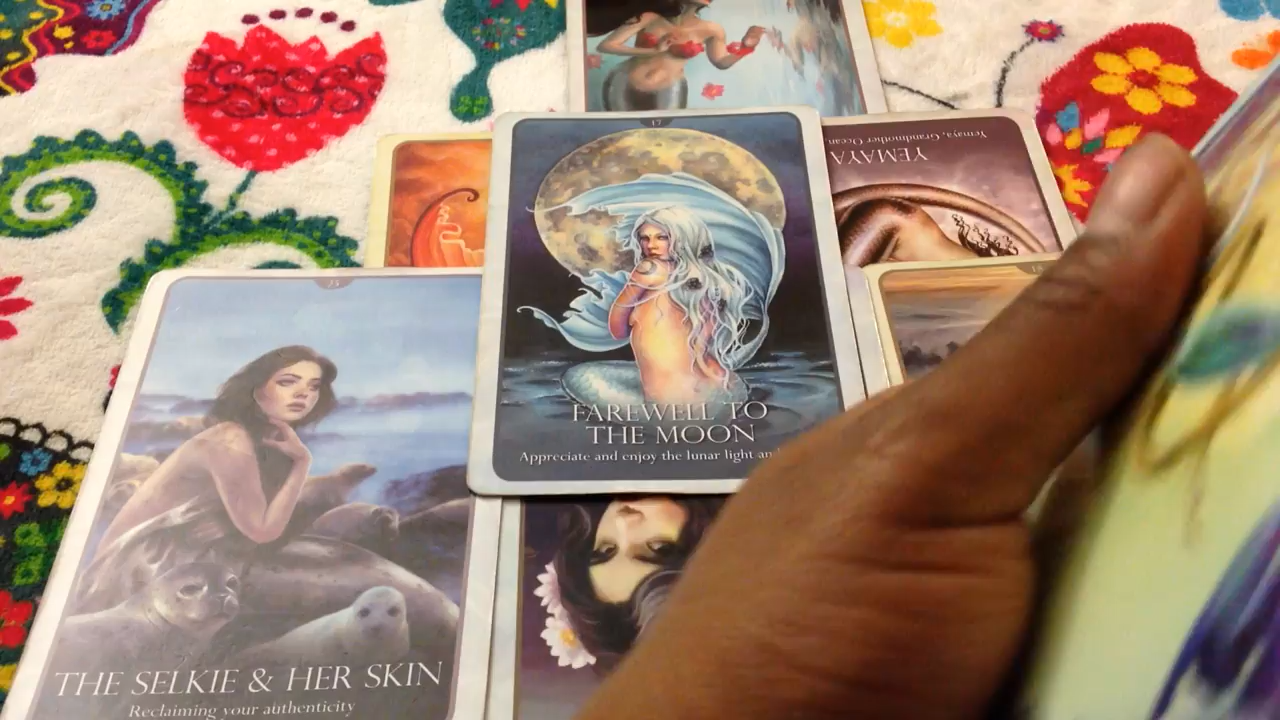 17
FAREWELL TO
THE MOON
Appreciate and enjoy the lunar light an
YEMAYA
Yemaya, Grandmother Ocean
THE SELKIE & HER SKIN
Reclaiming your authenticity